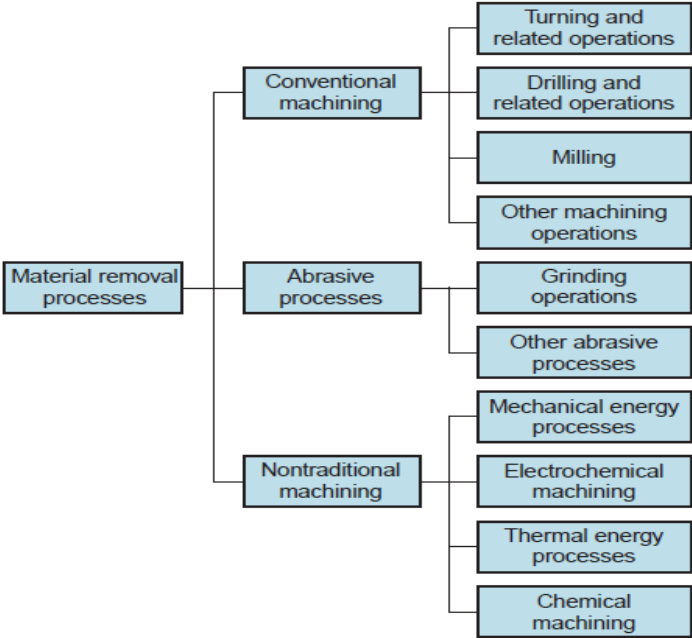 Material removal
processes
Conventional
machining
Turning and
related operations
Drilling and
related operations
Milling
Other machining
operations
Abrasive
processes
Grinding
operations
Other abrasive
processes
Nontraditional
machining
Mechanical energy
processes
Electrochemical
machining
Thermal energy
processes
Chemical
machining